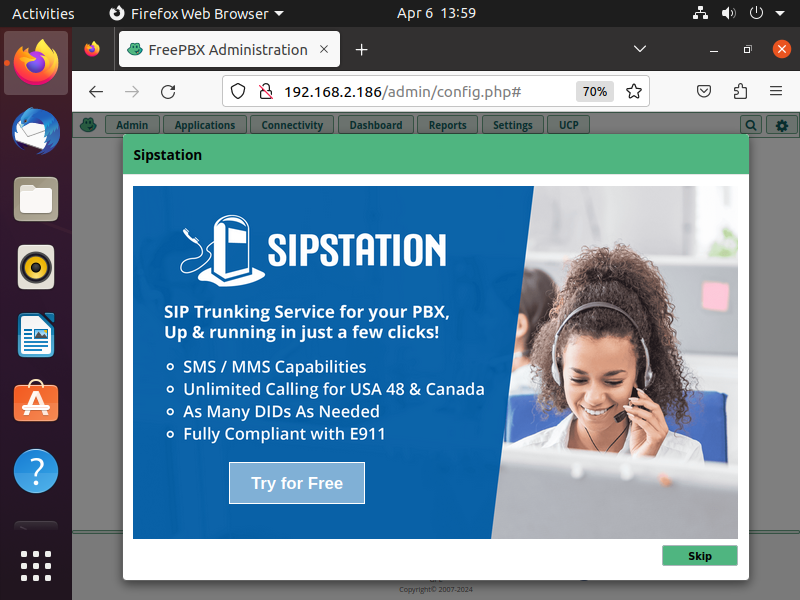 Activities
Firefox Web Browser
Apr 6 13:59
FreePBX Administration
192.168.2.186/admin/config.php#
70%
Admin
Applications
Connectivity
Dashboard
Reports
Settings
UCP
Sipstation
SIPSTATION
SIP Trunking Service for your PBX,
Up & running in just a few clicks!
SMS / MMS Capabilities
Unlimited Calling for USA 48 & Canada
As Many DIDs As Needed
Fully Compliant with E911
Try for Free
Skip
Copyright© 2007-2024